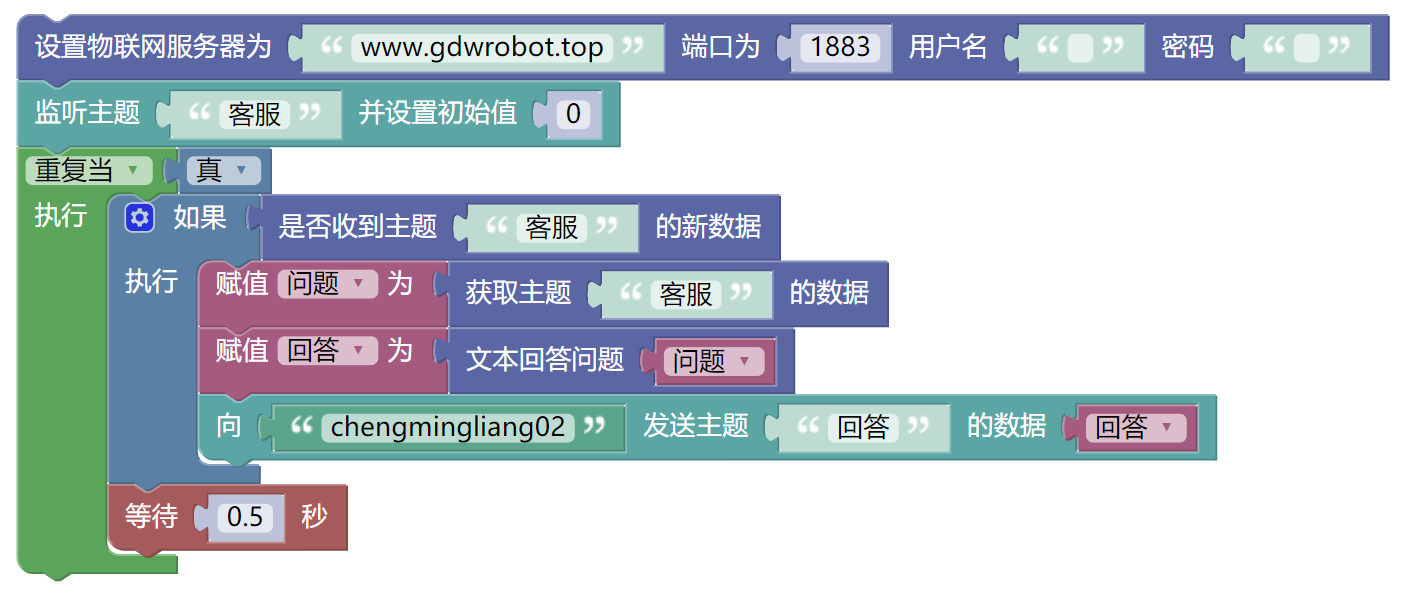 设置物联网服务器为 “ www.gdwrobot.top ” 端口为 1883 用户名 “ ” 密码 “ ”
监听主题 “ 客服 ” 并设置初始值 0
重复当 真
执行 如果 是否收到主题 “ 客服 ” 的新数据
执行 赋值 问题 为 获取主题 “ 客服 ” 的数据
赋值 回答 为 文本回答问题 问题
向 “ chengmingliang02 ” 发送主题 “ 回答 ” 的数据 回答
等待 0.5 秒